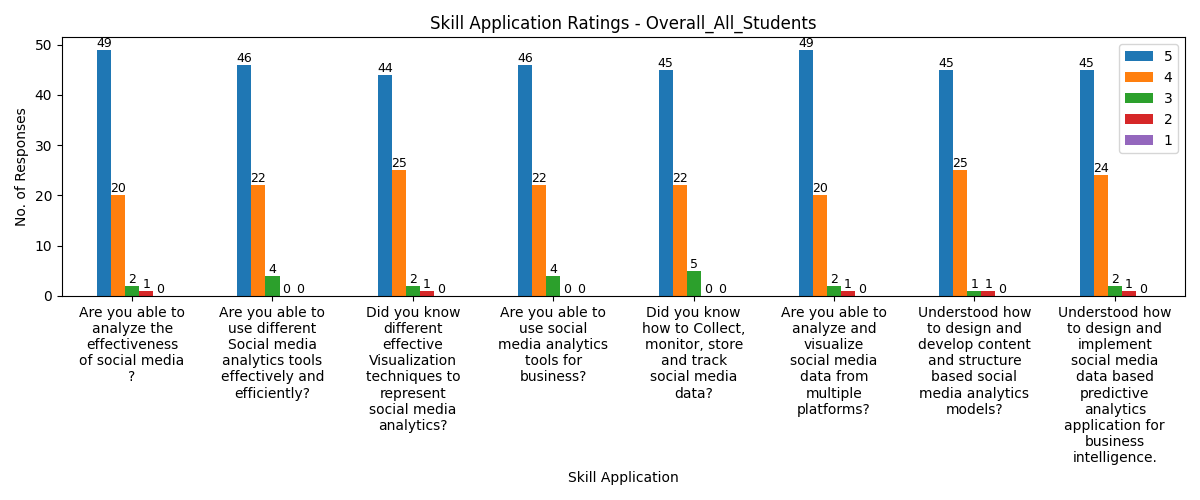 Skill Application Ratings - Overall_All_Students
No. of Responses
50
40
30
20
10
0
49
20
2
1
0
46
22
4
0
0
44
25
2
1
0
46
22
4
0
0
45
22
5
0
0
49
20
2
1
0
45
25
1
1
0
45
24
2
1
0
5
4
3
2
1
Are you able to
analyze the
effectiveness
of social media
?
Are you able to
use different
Social media
analytics tools
effectively and
efficiently?
Did you know
different
effective
Visualization
techniques to
represent
social media
analytics?
Are you able to
use social
media analytics
tools for
business?
Did you know
how to Collect,
monitor, store
and track
social media
data?
Are you able to
analyze and
visualize
social media
data from
multiple
platforms?
Understood how
to design and
develop content
and structure
based social
media analytics
models?
Understood how
to design and
implement
social media
data based
predictive
analytics
application for
business
intelligence.
Skill Application